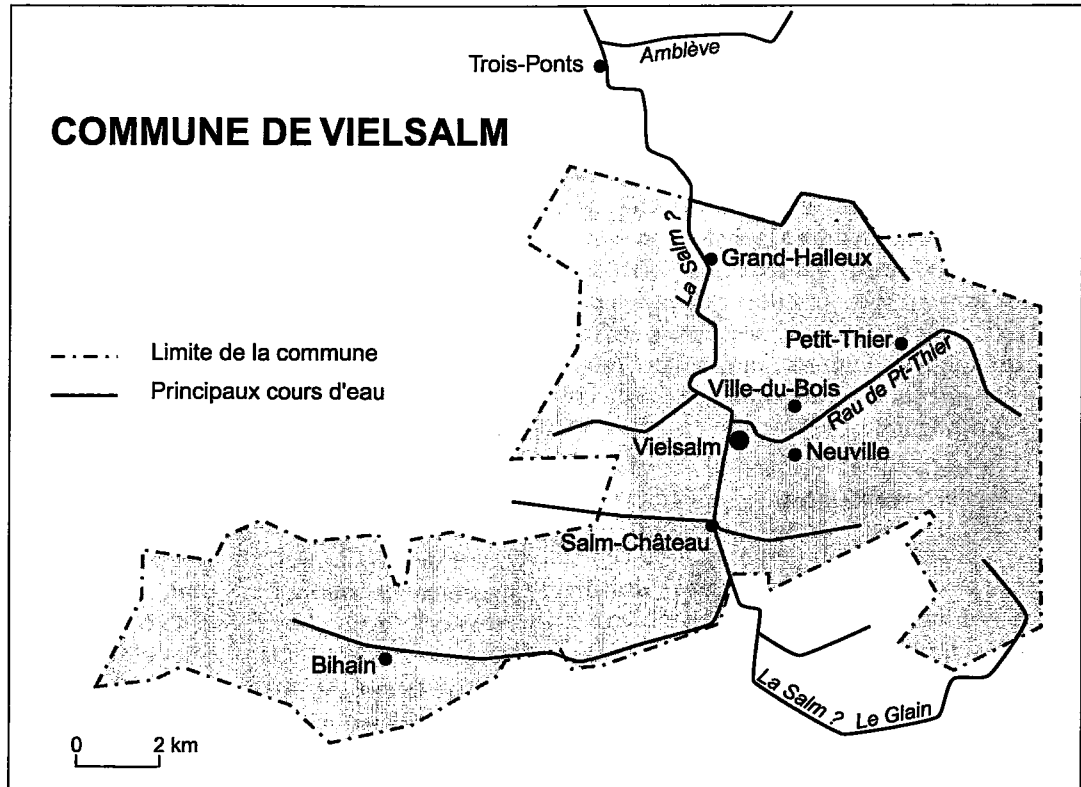 Amblève
Trois-Ponts
COMMUNE DE VIELSALM
La Salm ?
Grand-Halleux
Limite de la commune
Principaux cours d'eau
Petit-Thier
Ville-du-Bois
Rau de Pt-Thier
Vielsalm
Neuville
Salm-Château
Bihain
La Salm ? Le Glain
0 2 km